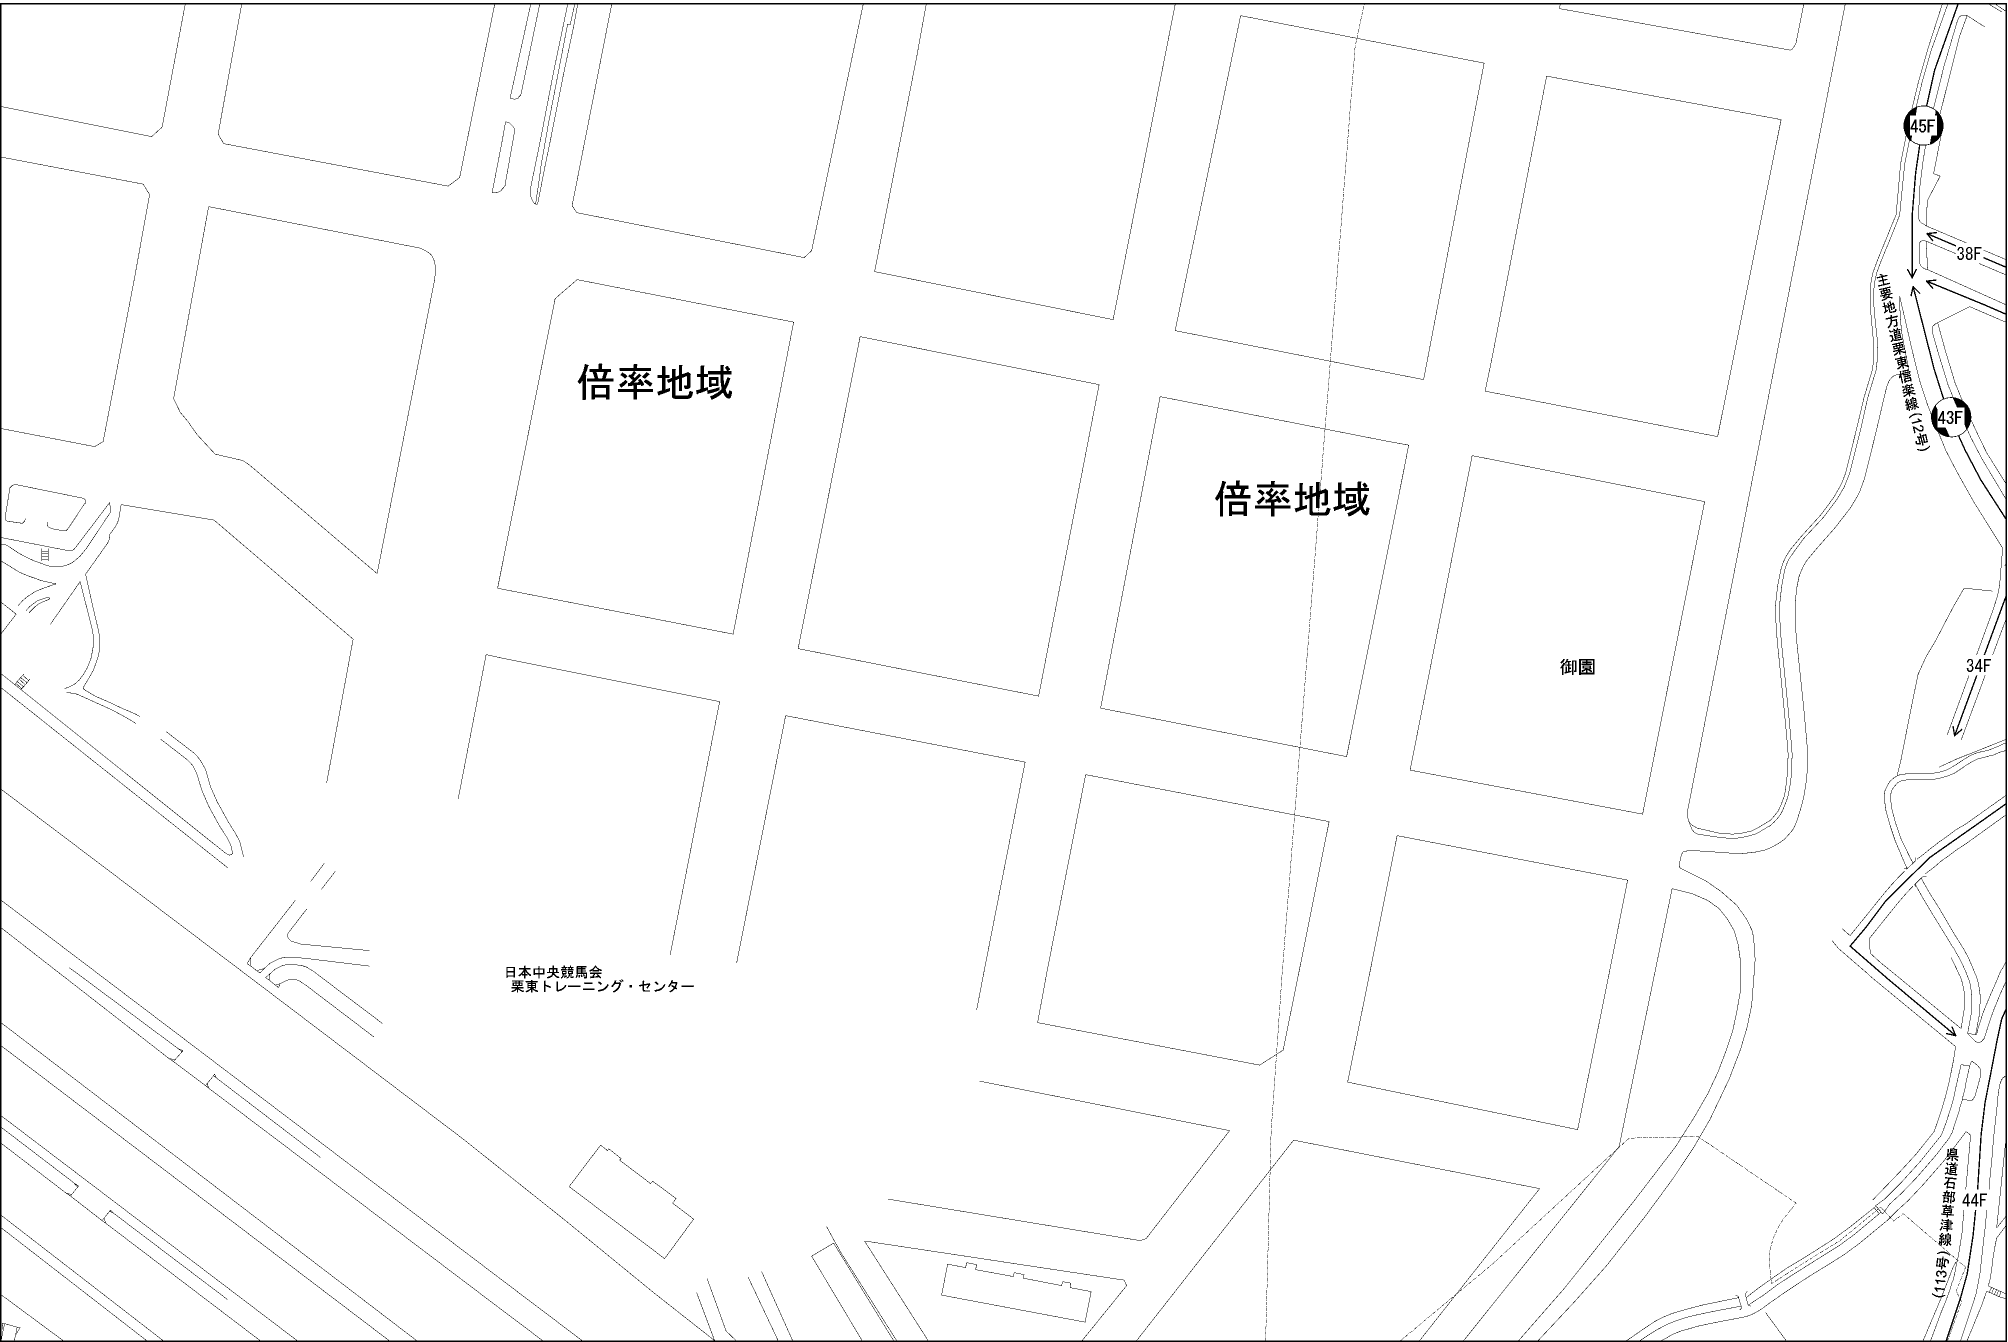 45F
38F
主要地方道栗東信楽線(12号)
倍率地域
43F
倍率地域
御園
34F
日本中央競馬会
栗東トレーニング・センター
県道石部草津線(113号)
44F